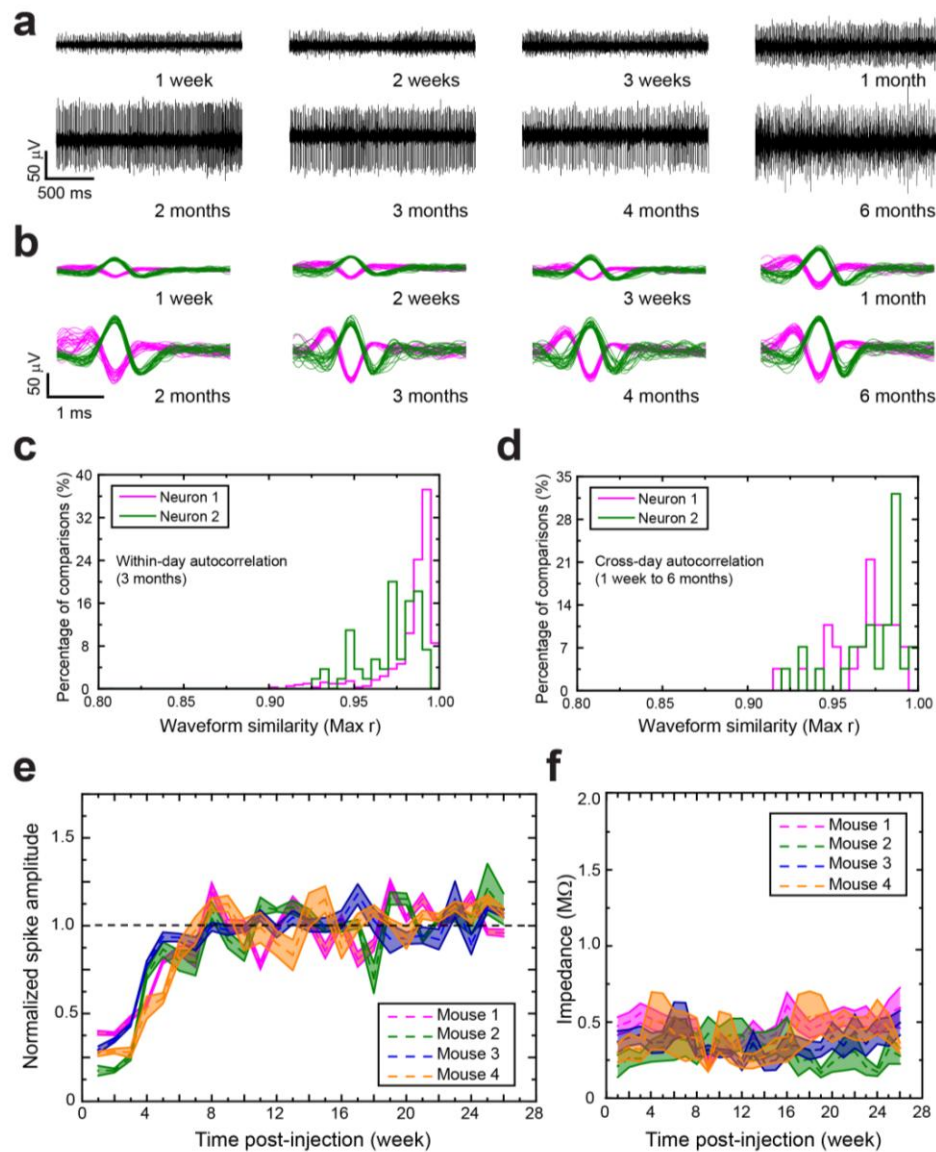 a
1 week
2 weeks
3 weeks
1 month
50 µV
500 ms
2 months
3 months
4 months
6 months
b
1 week
2 weeks
3 weeks
1 month
50 µV
1 ms
2 months
3 months
4 months
6 months
c
Percentage of comparisons (%)
40
32
24
16
8
0
Neuron 1
Neuron 2
Within-day autocorrelation
(3 months)
0.80 0.85 0.90 0.95 1.00
Waveform similarity (Max r)
d
Percentage of comparisons (%)
35
28
21
14
7
0
Neuron 1
Neuron 2
Cross-day autocorrelation
(1 week to 6 months)
0.80 0.85 0.90 0.95 1.00
Waveform similarity (Max r)
e
Normalized spike amplitude
1.5
1.0
0.5
0
Mouse 1
Mouse 2
Mouse 3
Mouse 4
0 4 8 12 16 20 24 28
Time post-injection (week)
f
Impedance (MΩ)
2.0
1.5
1.0
0.5
0
Mouse 1
Mouse 2
Mouse 3
Mouse 4
0 4 8 12 16 20 24 28
Time post-injection (week)